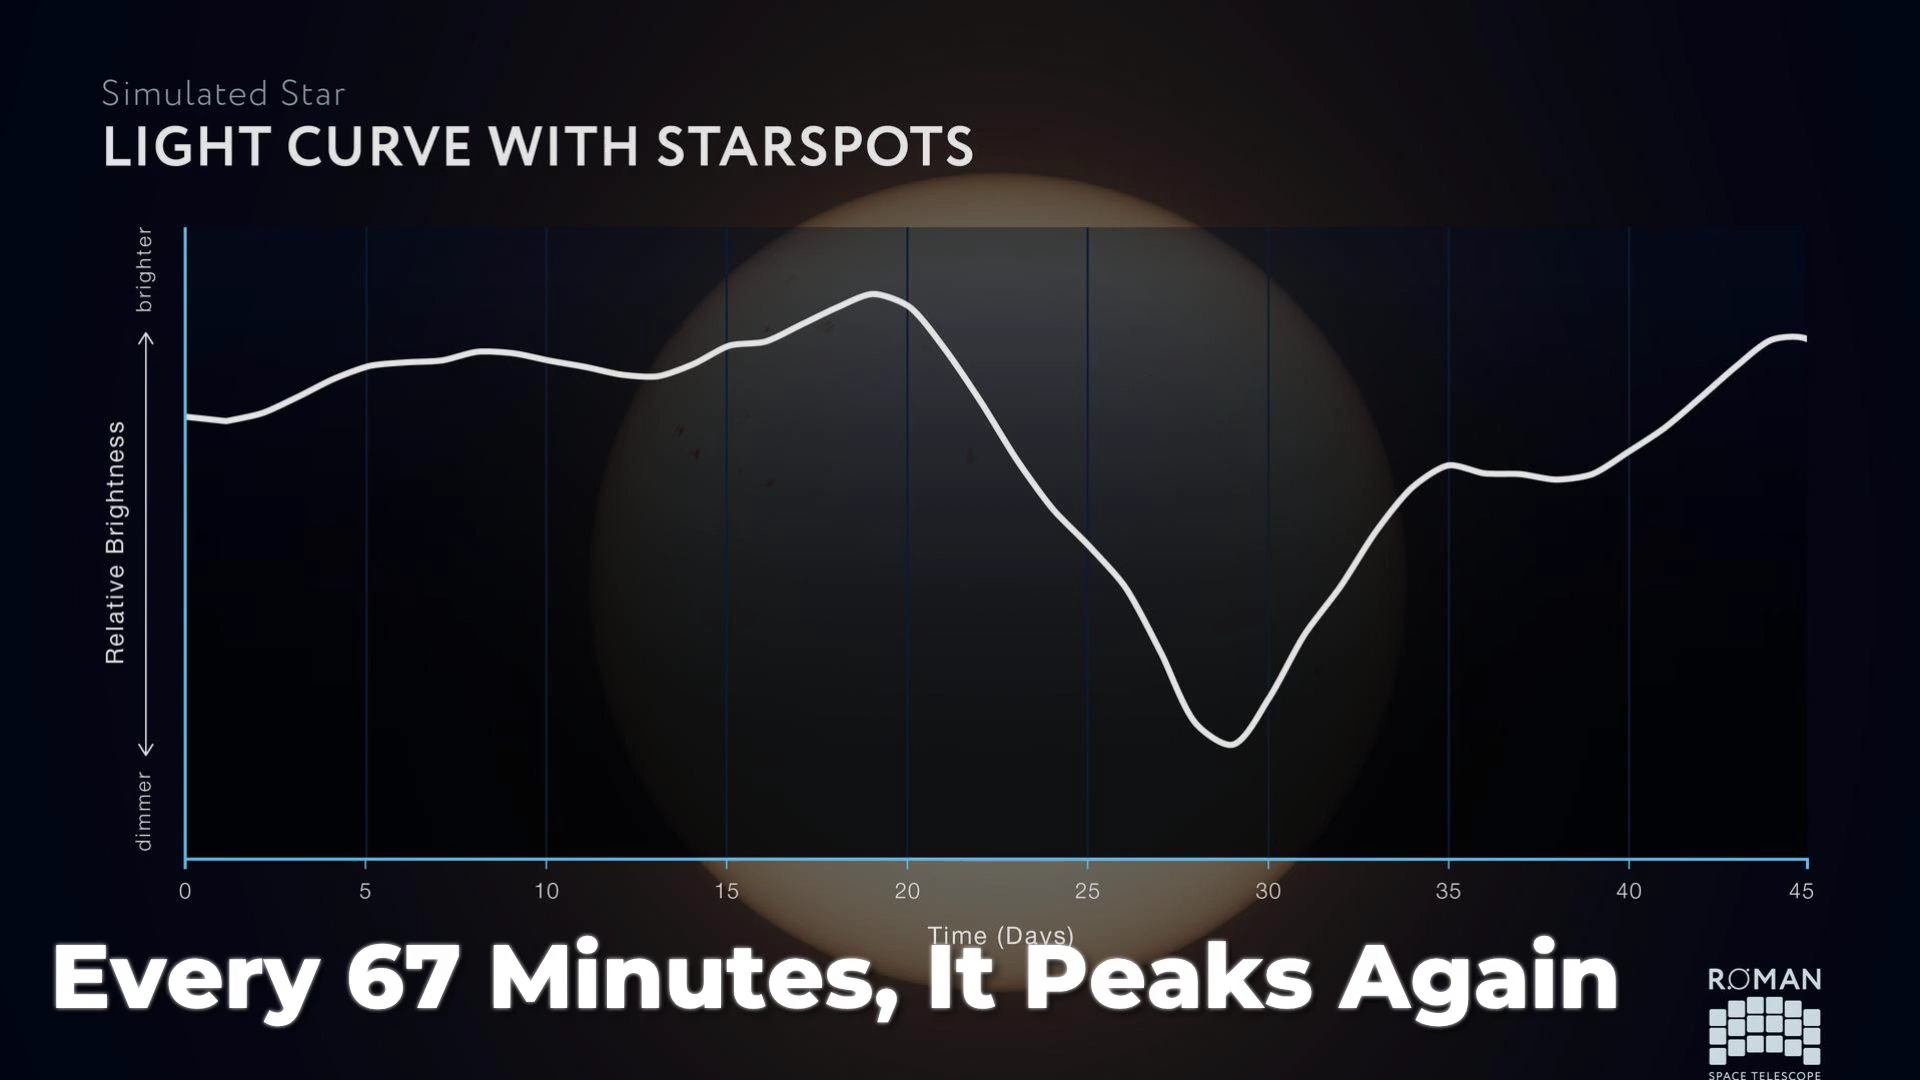 Simulated Star
LIGHT CURVE WITH STARSPOTS
brighter
Relative Brightness
dimmer
0 5 10 15 20 25 30 35 40 45
Time (Days)
Every 67 Minutes, It Peaks Again
ROMAN
SPACE TELESCOPE